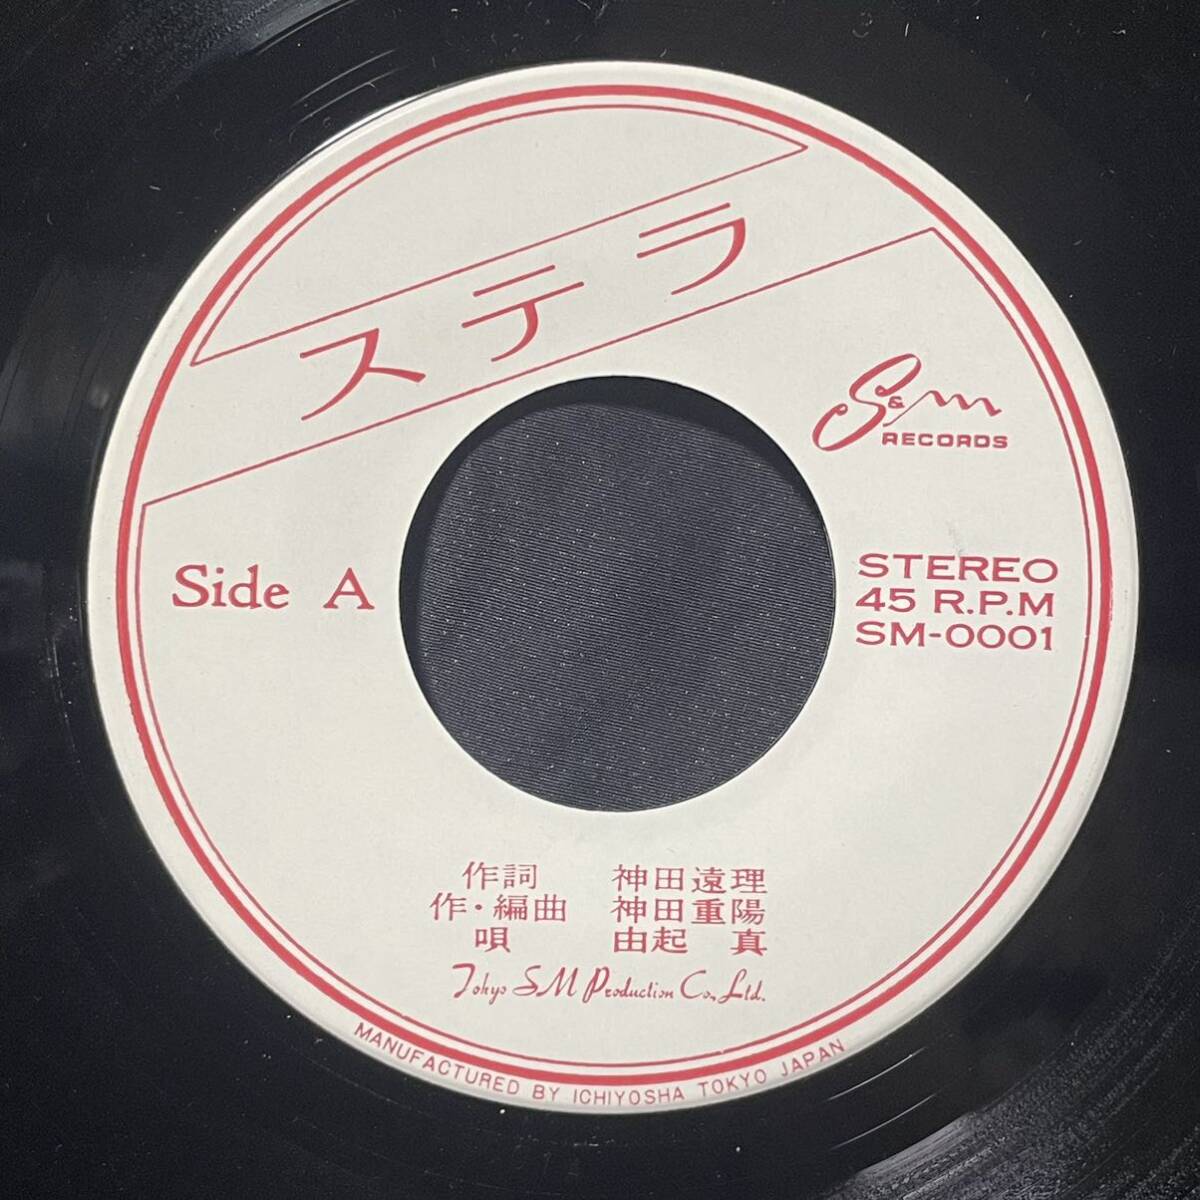 ステラ
S&m
RECORDS
Side A
STEREO
45 R.P.M
SM-0001
作詞 神田遠理
作・編曲 神田重陽
唄 由起 真
Tokyo SM Production Co., Ltd.
MANUFACTURED BY ICHIYOSHA TOKYO JAPAN